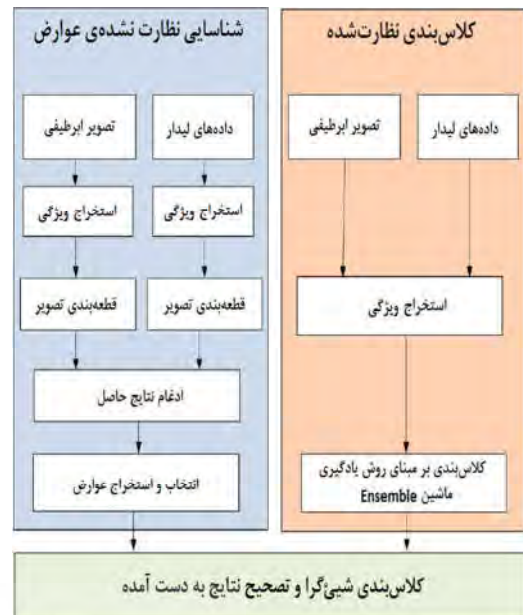 کلاس‌بندی نظارت‌شده
داده‌های لیدار
تصویر ابرطیفی
استخراج ویژگی
کلاس‌بندی بر مبنای روش یادگیری
ماشین Ensemble
شناسایی نظارت نشده‌ی عوارض
داده‌های لیدار
تصویر ابرطیفی
استخراج ویژگی
استخراج ویژگی
قطعه‌بندی تصویر
قطعه‌بندی تصویر
ادغام نتایج حاصل
انتخاب و استخراج عوارض
کلاس‌بندی شیئ‌گرا و تصحیح نتایج به دست آمده